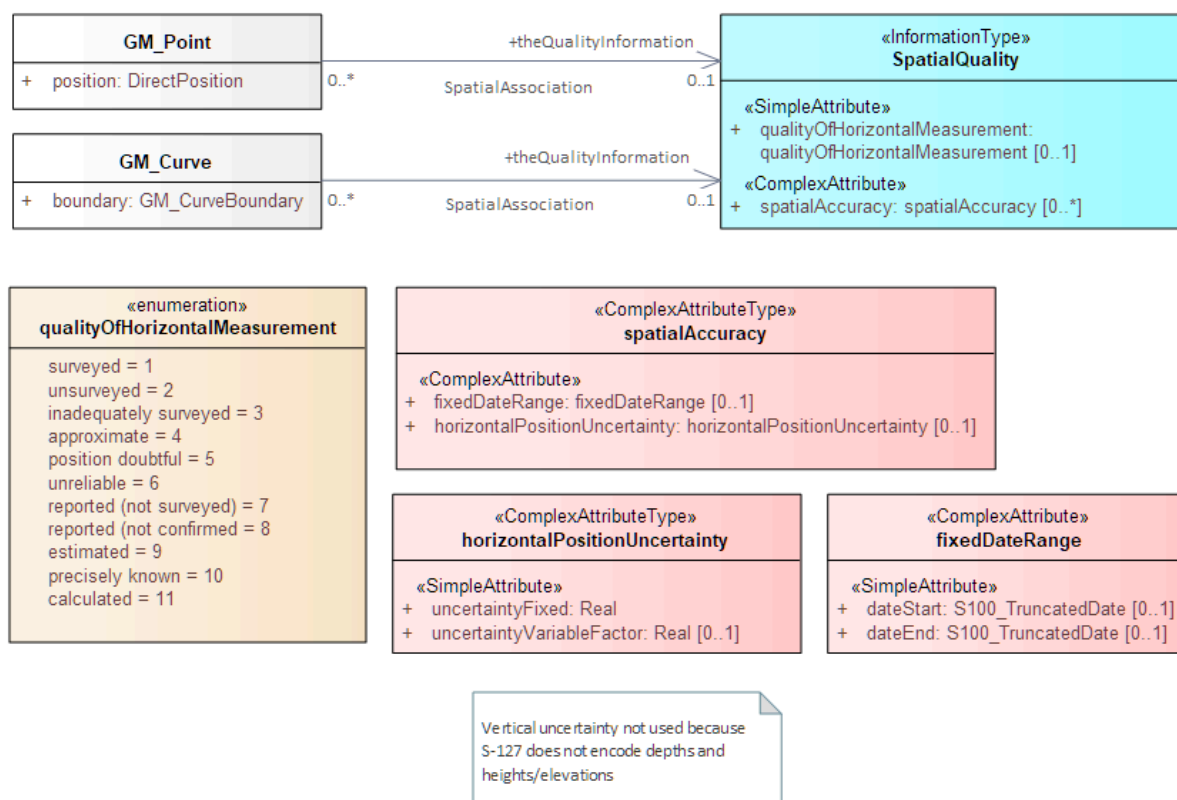 GM_Point
+ position: DirectPosition
0..*
+theQualityInformation
SpatialAssociation
0..1
«InformationType»
SpatialQuality
«SimpleAttribute»
+ qualityOfHorizontalMeasurement:
qualityOfHorizontalMeasurement [0..1]
«ComplexAttribute»
+ spatialAccuracy: spatialAccuracy [0..*]
GM_Curve
+ boundary: GM_CurveBoundary
0..*
+theQualityInformation
SpatialAssociation
0..1
«enumeration»
qualityOfHorizontalMeasurement
surveyed = 1
unsurveyed = 2
inadequately surveyed = 3
approximate = 4
position doubtful = 5
unreliable = 6
reported (not surveyed) = 7
reported (not confirmed = 8
estimated = 9
precisely known = 10
calculated = 11
«ComplexAttributeType»
spatialAccuracy
«ComplexAttribute»
+ fixedDateRange: fixedDateRange [0..1]
+ horizontalPositionUncertainty: horizontalPositionUncertainty [0..1]
«ComplexAttributeType»
horizontalPositionUncertainty
«SimpleAttribute»
+ uncertaintyFixed: Real
+ uncertaintyVariableFactor: Real [0..1]
«ComplexAttribute»
fixedDateRange
«SimpleAttribute»
+ dateStart: S100_TruncatedDate [0..1]
+ dateEnd: S100_TruncatedDate [0..1]
Vertical uncertainty not used because
S-127 does not encode depths and
heights/elevations